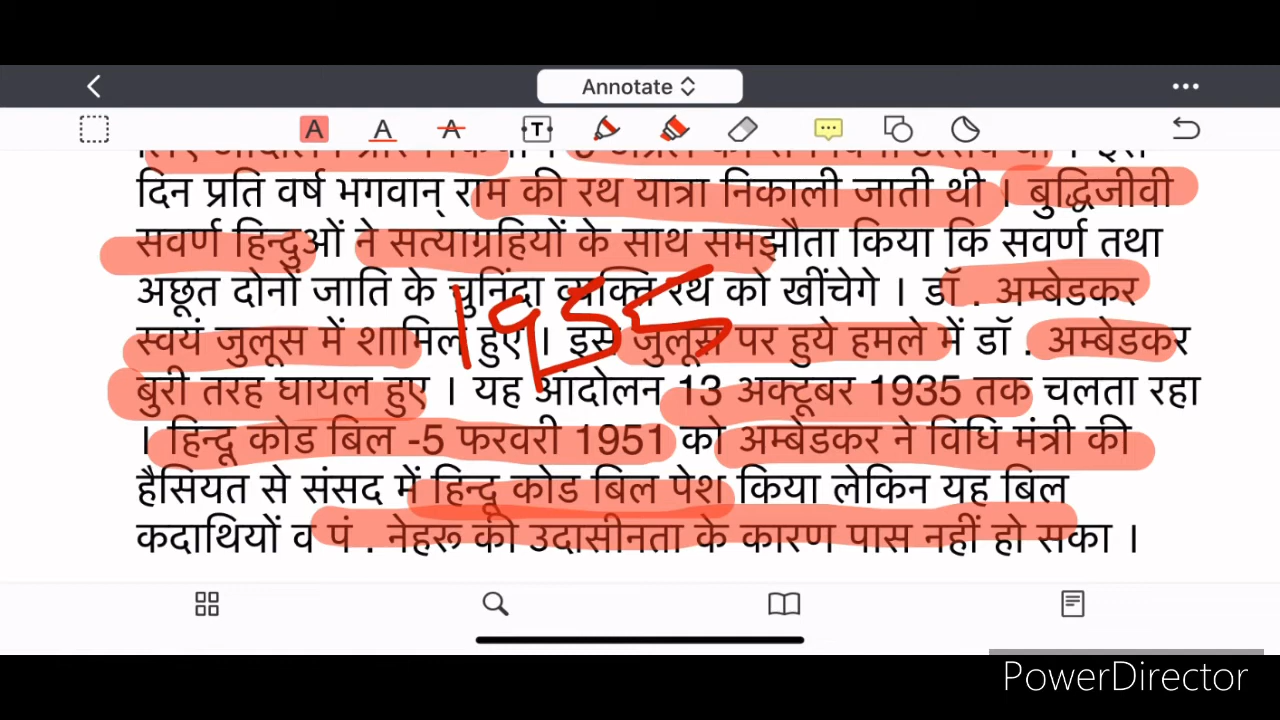 Annotate
दिन प्रति वर्ष भगवान् राम की रथ यात्रा निकाली जाती थी । बुद्धिजीवी
सवर्ण हिन्दुओं ने सत्याग्रहियों के साथ समझौता किया कि सवर्ण तथा
अछूत दोनों जाति के चुनिंदा व्यक्ति रथ को खींचेगे । डॉ . अम्बेडकर
स्वयं जुलूस में शामिल हुए । इस जुलूस पर हुये हमले में डॉ . अम्बेडकर
1955
बुरी तरह घायल हुए । यह आंदोलन 13 अक्टूबर 1935 तक चलता रहा
। हिन्दू कोड बिल -5 फरवरी 1951 को अम्बेडकर ने विधि मंत्री की
हैसियत से संसद में हिन्दू कोड बिल पेश किया लेकिन यह बिल
कदाथियों व पं . नेहरू की उदासीनता के कारण पास नहीं हो सका ।
PowerDirector